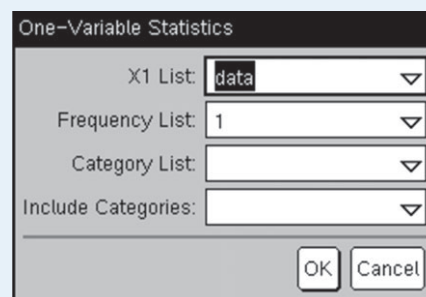 One-Variable Statistics
X1 List: data
Frequency List: 1
Category List:
Include Categories:
OK Cancel